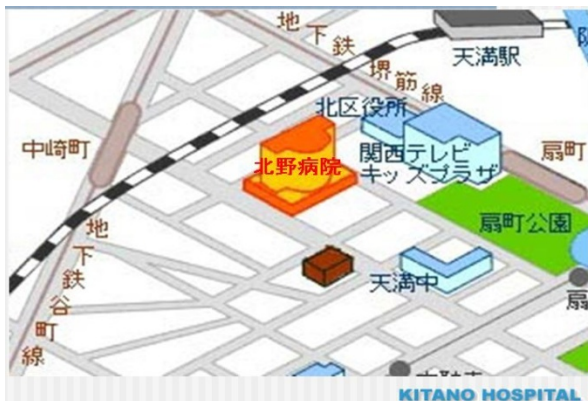 地下鉄堺筋線
天満駅
北区役所
中崎町
北野病院
関西テレビ
キッズプラザ
扇町
扇町公園
地下鉄谷町線
天満中
扇
KITANO HOSPITAL